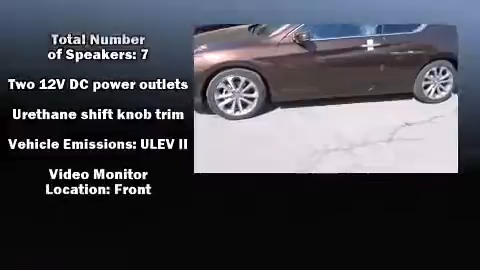 Total Number
of Speakers: 7
Two 12V DC power outlets
Urethane shift knob trim
Vehicle Emissions: ULEV II
Video Monitor
Location: Front